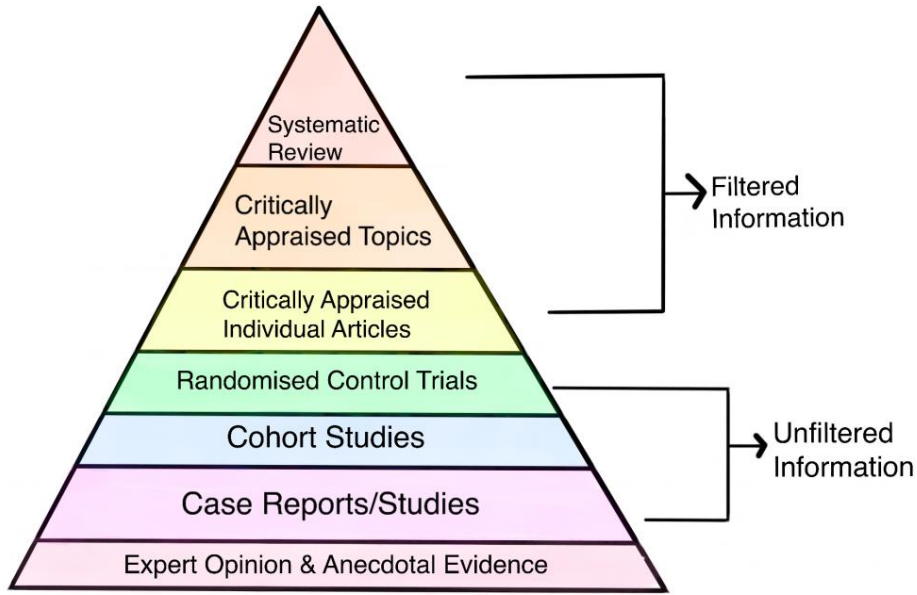 Systematic
Review
Critically
Appraised Topics
Critically Appraised
Individual Articles
Randomised Control Trials
Cohort Studies
Case Reports/Studies
Expert Opinion & Anecdotal Evidence
Filtered
Information
Unfiltered
Information